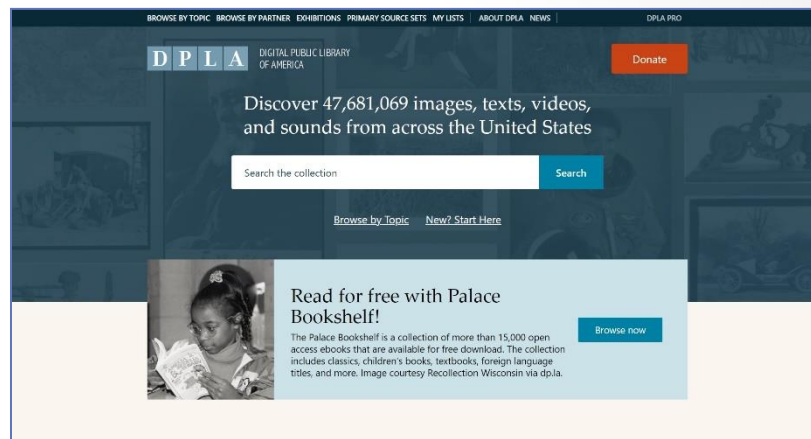 BROWSE BY TOPIC BROWSE BY PARTNER EXHIBITIONS PRIMARY SOURCE SETS MY LISTS ABOUT DPLA NEWS DPLA PRO
DPLA DIGITAL PUBLIC LIBRARY
OF AMERICA
Donate
Discover 47,681,069 images, texts, videos,
and sounds from across the United States
Search the collection Search
Browse by Topic New? Start Here
Read for free with Palace
Bookshelf!
The Palace Bookshelf is a collection of more than 15,000 open
access ebooks that are available for free download. The collection
includes classics, children's books, textbooks, foreign language
titles, and more. Image courtesy Recollection Wisconsin via dp.la.
Browse now